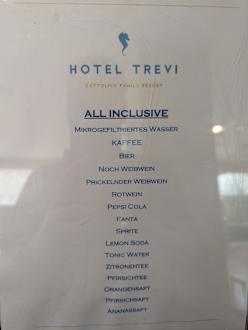 HOTEL TREVI
CATTOLICA FAMILY RESORT
ALL INCLUSIVE
MIKROGEFILTRIERTES WASSER
KAFFEE
BIER
NOCH WEIßWEIN
PRICKELNDER WEIßWEIN
ROTWEIN
PEPSI COLA
FANTA
SPRITE
LEMON SODA
TONIC WATER
ZITRONENTEE
PFIRSICHTEE
ORANGENSAFT
PFIRSICHSAFT
ANANASSAFT